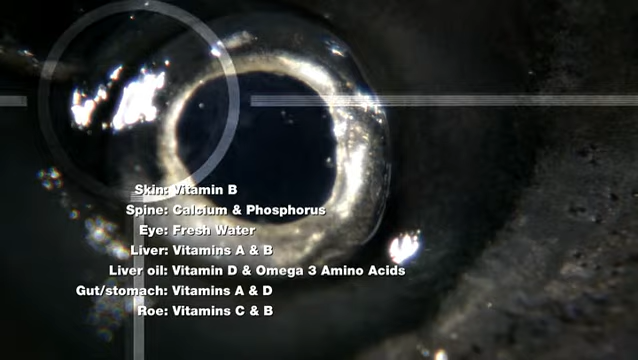 Skin: Vitamin B
Spine: Calcium & Phosphorus
Eye: Fresh Water
Liver: Vitamins A & B
Liver oil: Vitamin D & Omega 3 Amino Acids
Gut/stomach: Vitamins A & D
Roe: Vitamins C & B